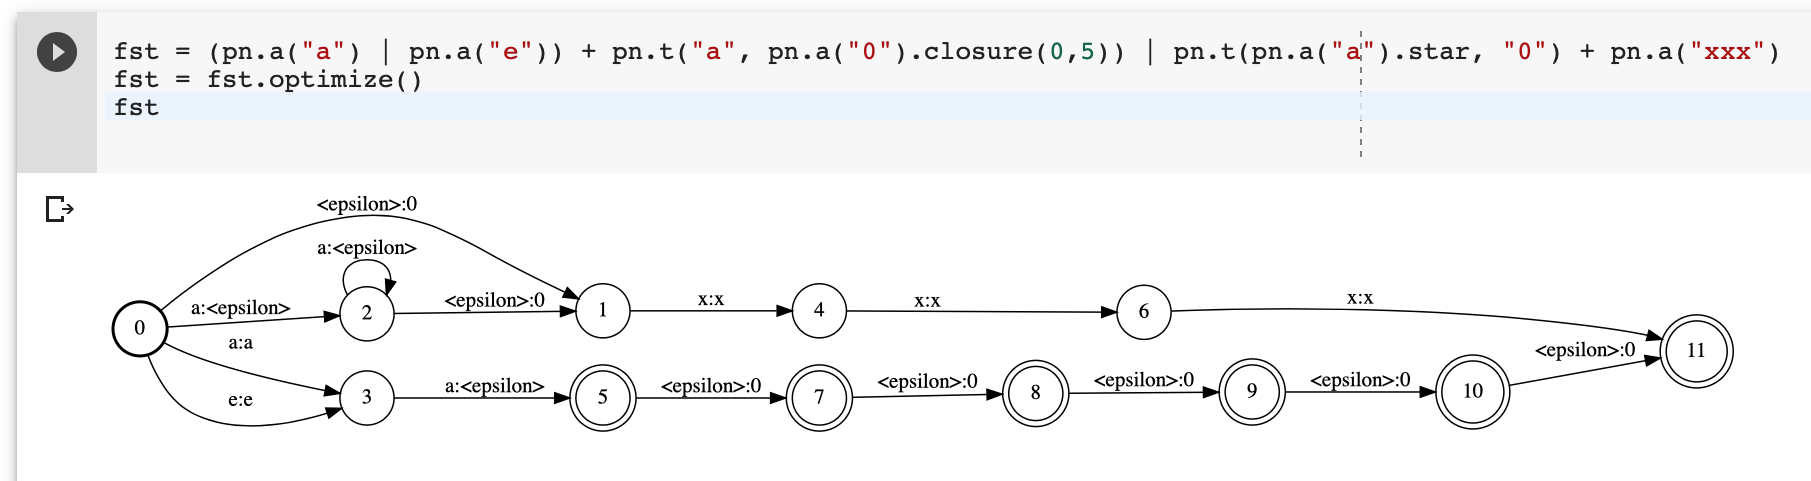 fst = (pn.a("a") | pn.a("e")) + pn.t("a", pn.a("0").closure(0,5)) | pn.t(pn.a("a").star, "0") + pn.a("xxx")
fst = fst.optimize()
fst
<epsilon>:0
a:<epsilon>
a:<epsilon>
<epsilon>:0
x:x
x:x
x:x
0
2
1
4
6
a:a
<epsilon>:0
11
e:e
3
a:<epsilon>
5
<epsilon>:0
7
<epsilon>:0
8
<epsilon>:0
9
<epsilon>:0
10